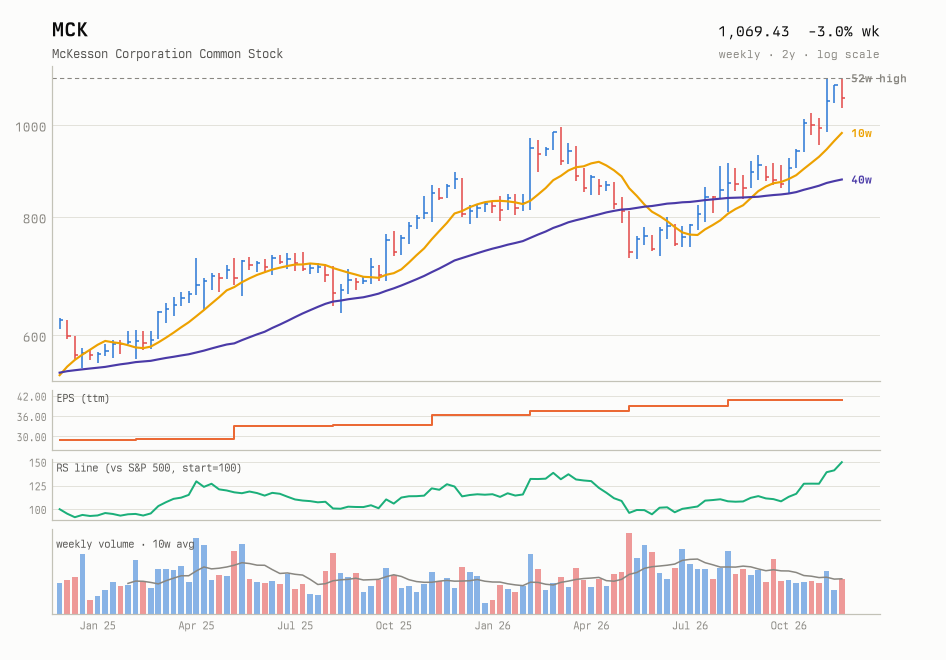 MCK 1,069.43 -3.0% wk
McKesson Corporation Common Stock weekly · 2y · log scale
52w high
1000
10w
40w
800
600
42.00
EPS (ttm)
36.00
30.00
150
RS line (vs S&P 500, start=100)
125
100
weekly volume · 10w avg
Jan 25 Apr 25 Jul 25 Oct 25 Jan 26 Apr 26 Jul 26 Oct 26